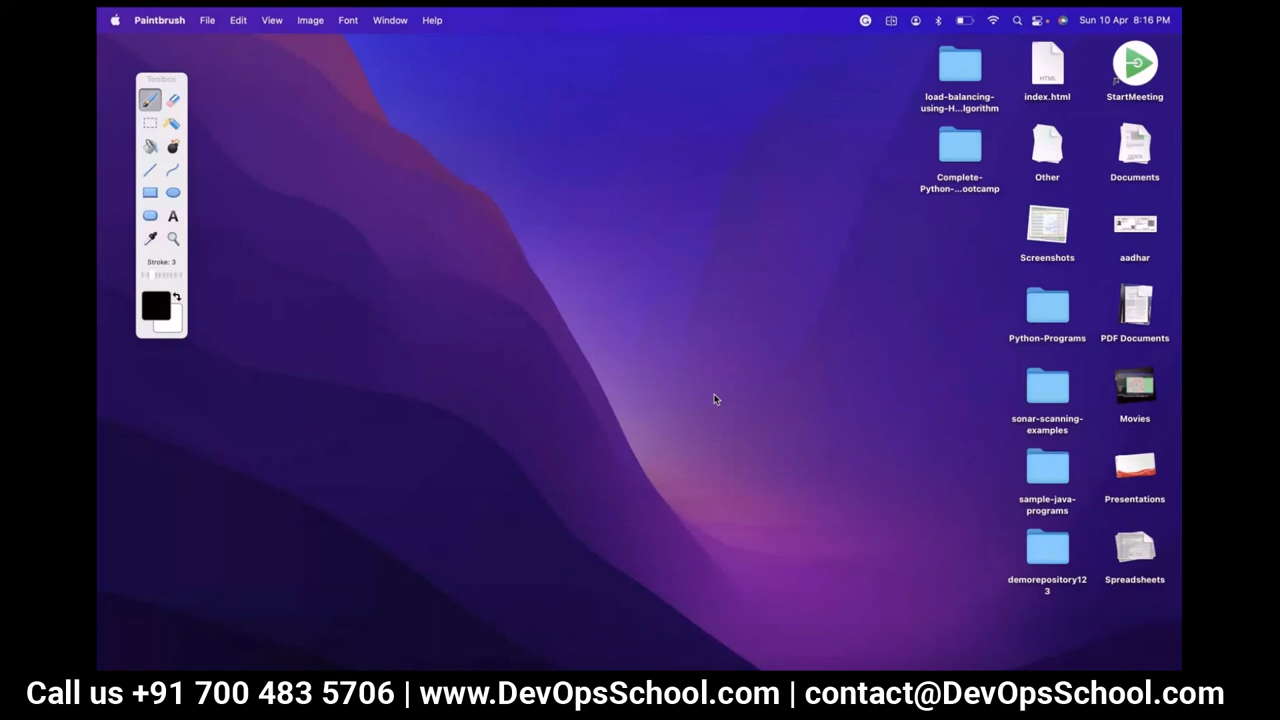 Paintbrush File Edit View Image Font Window Help
Sun 10 Apr 8:16 PM
Toolbox
Stroke: 3
load-balancing-
using-H...lgorithm
index.html
HTML
StartMeeting
Complete-
Python-...ootcamp
Other
Documents
DOCX
Screenshots
aadhar
Python-Programs
PDF Documents
sonar-scanning-
examples
Movies
sample-java-
programs
Presentations
demorepository12
3
Spreadsheets
Call us +91 700 483 5706 | www.DevOpsSchool.com | contact@DevOpsSchool.com